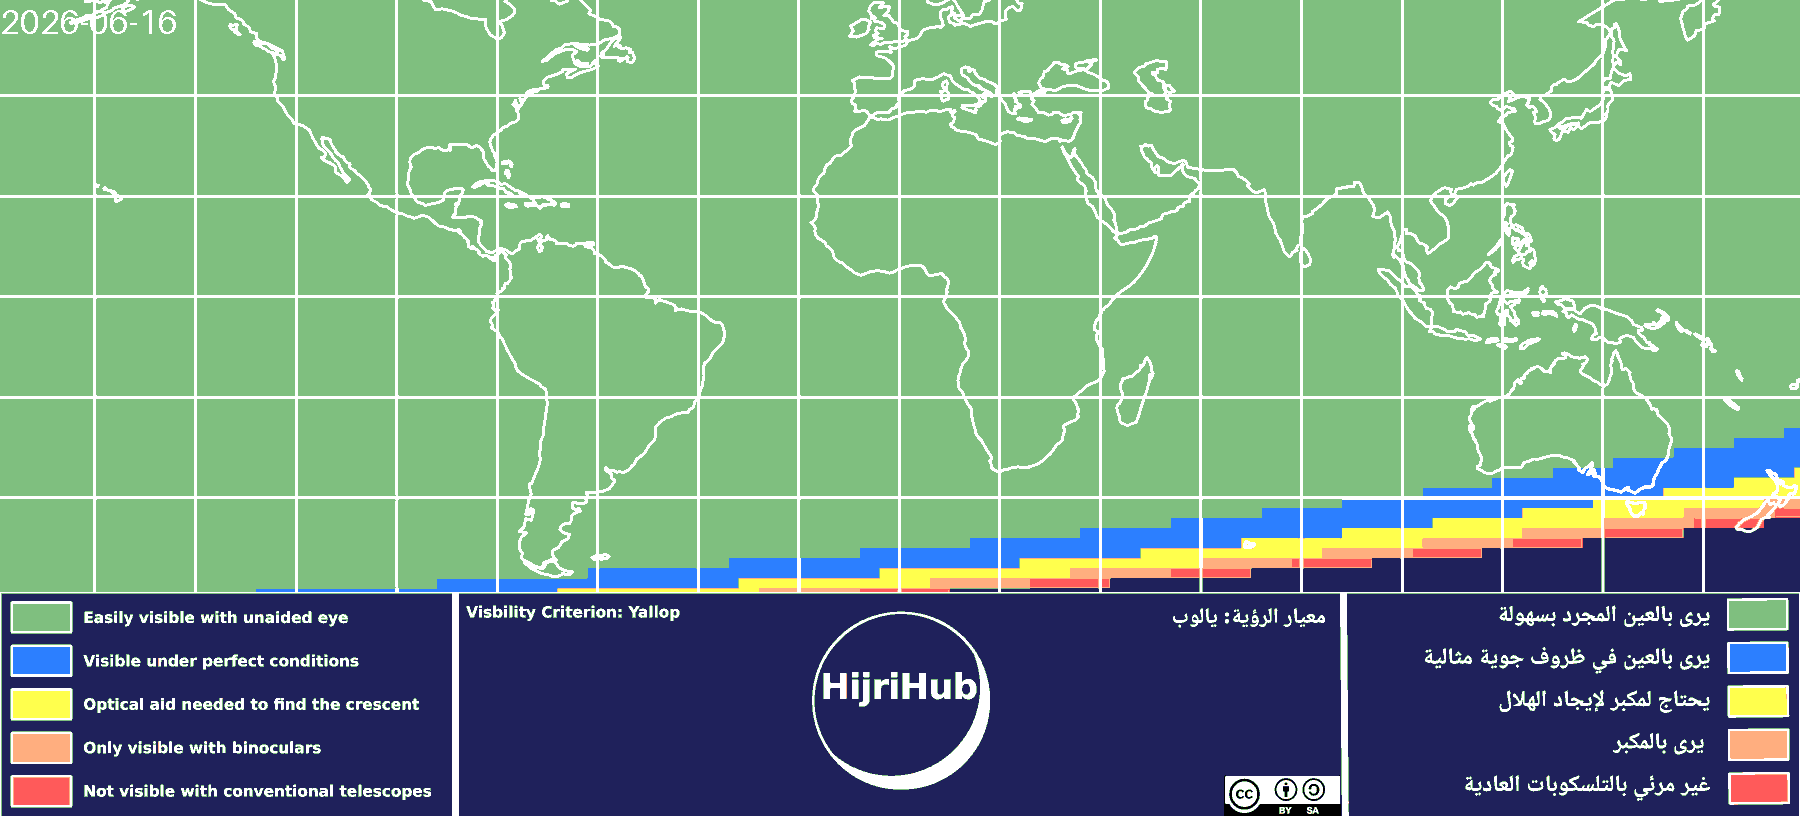 2026-06-16
Easily visible with unaided eye
Visible under perfect conditions
Optical aid needed to find the crescent
Only visible with binoculars
Not visible with conventional telescopes
Visbility Criterion: Yallop
معيار الرؤية: يالوب
HijriHub
cc
BY SA
يرى بالعين المجرد بسهولة
يرى بالعين في ظروف جوية مثالية
يحتاج لمكبر لإيجاد الهلال
يرى بالمكبر
غير مرئي بالتلسكوبات العادية